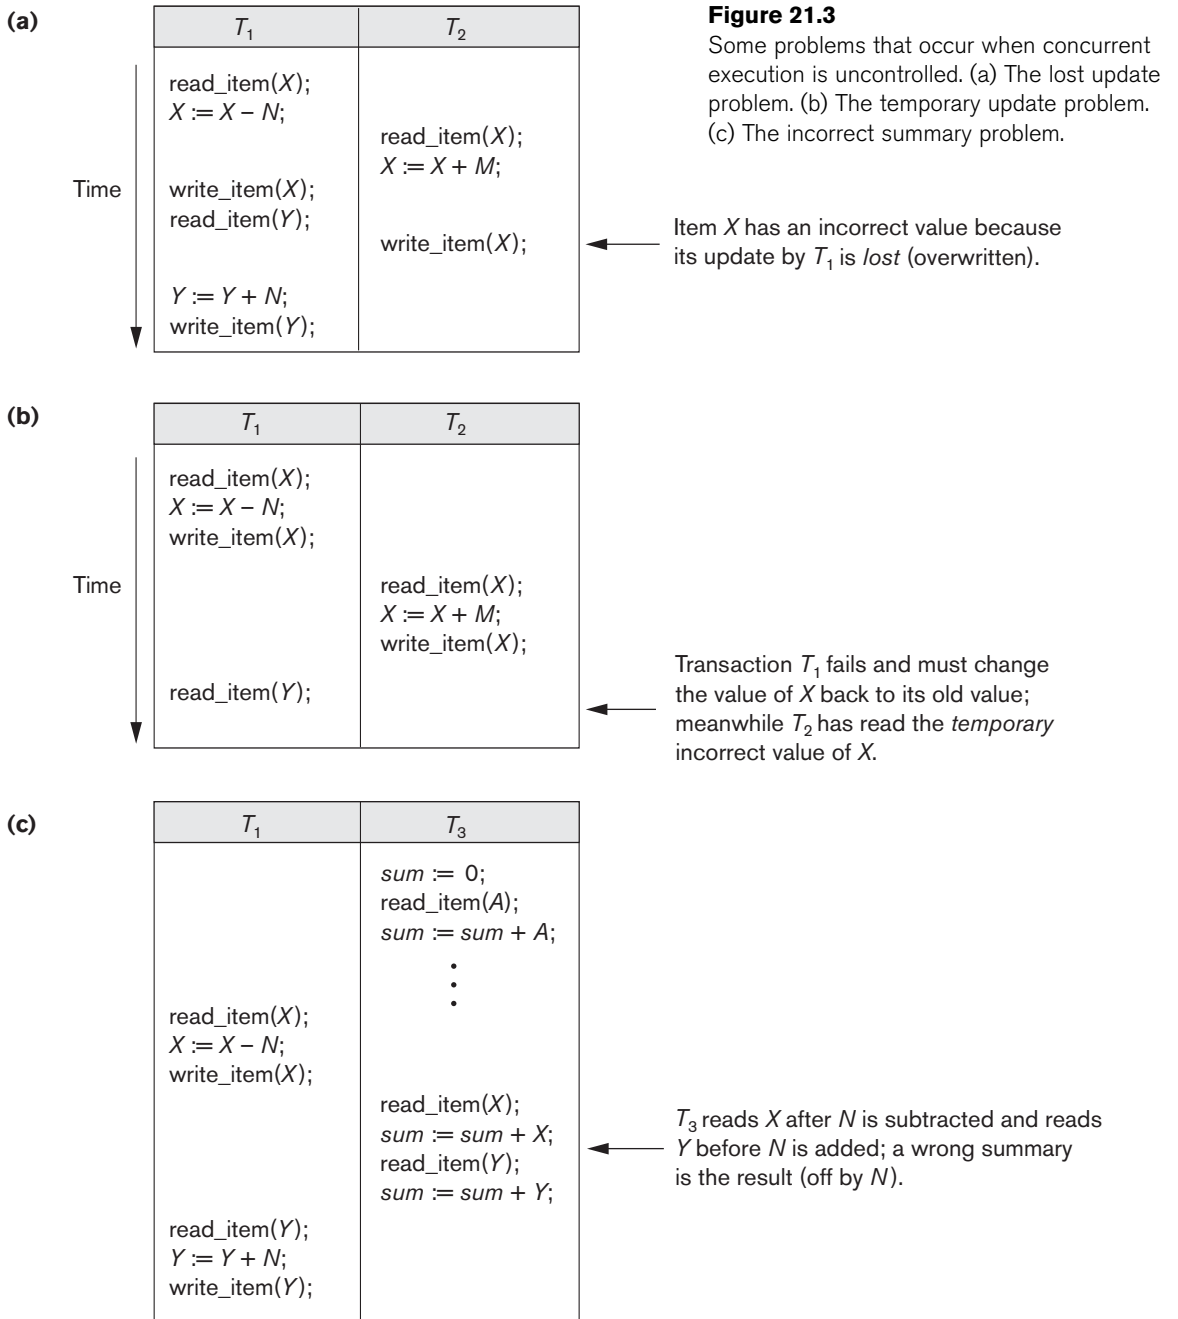 (a)
T1
T2
Figure 21.3
Some problems that occur when concurrent
execution is uncontrolled. (a) The lost update
problem. (b) The temporary update problem.
(c) The incorrect summary problem.
Time
read_item(X);
X := X – N;
read_item(X);
X := X + M;
write_item(X);
read_item(Y);
write_item(X);
Item X has an incorrect value because
its update by T1 is lost (overwritten).
Y := Y + N;
write_item(Y);
(b)
T1
T2
Time
read_item(X);
X := X – N;
write_item(X);
read_item(X);
X := X + M;
write_item(X);
read_item(Y);
Transaction T1 fails and must change
the value of X back to its old value;
meanwhile T2 has read the temporary
incorrect value of X.
(c)
T1
T3
sum := 0;
read_item(A);
sum := sum + A;
read_item(X);
X := X – N;
write_item(X);
read_item(X);
sum := sum + X;
read_item(Y);
sum := sum + Y;
T3 reads X after N is subtracted and reads
Y before N is added; a wrong summary
is the result (off by N).
read_item(Y);
Y := Y + N;
write_item(Y);